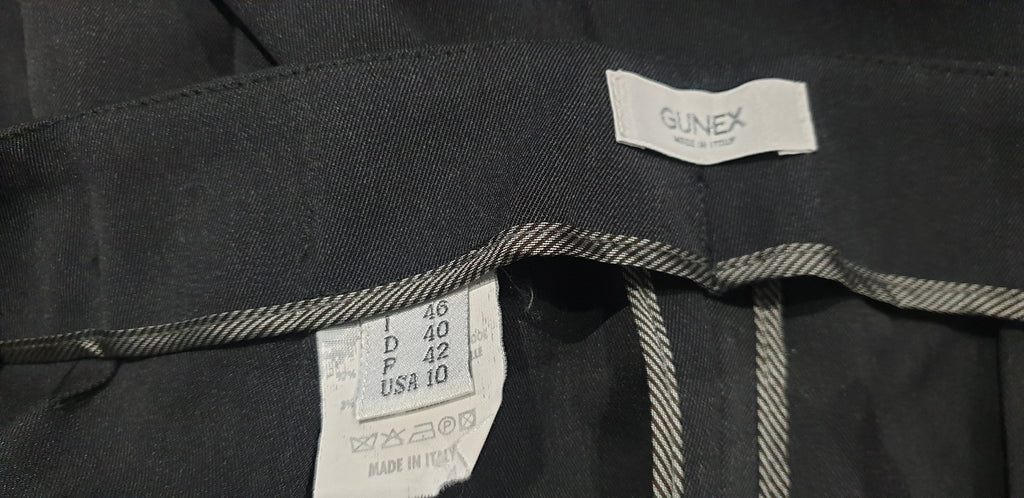 GUNEX
MADE IN ITALY
I 46
D 40
F 42
USA 10
MADE IN ITALY